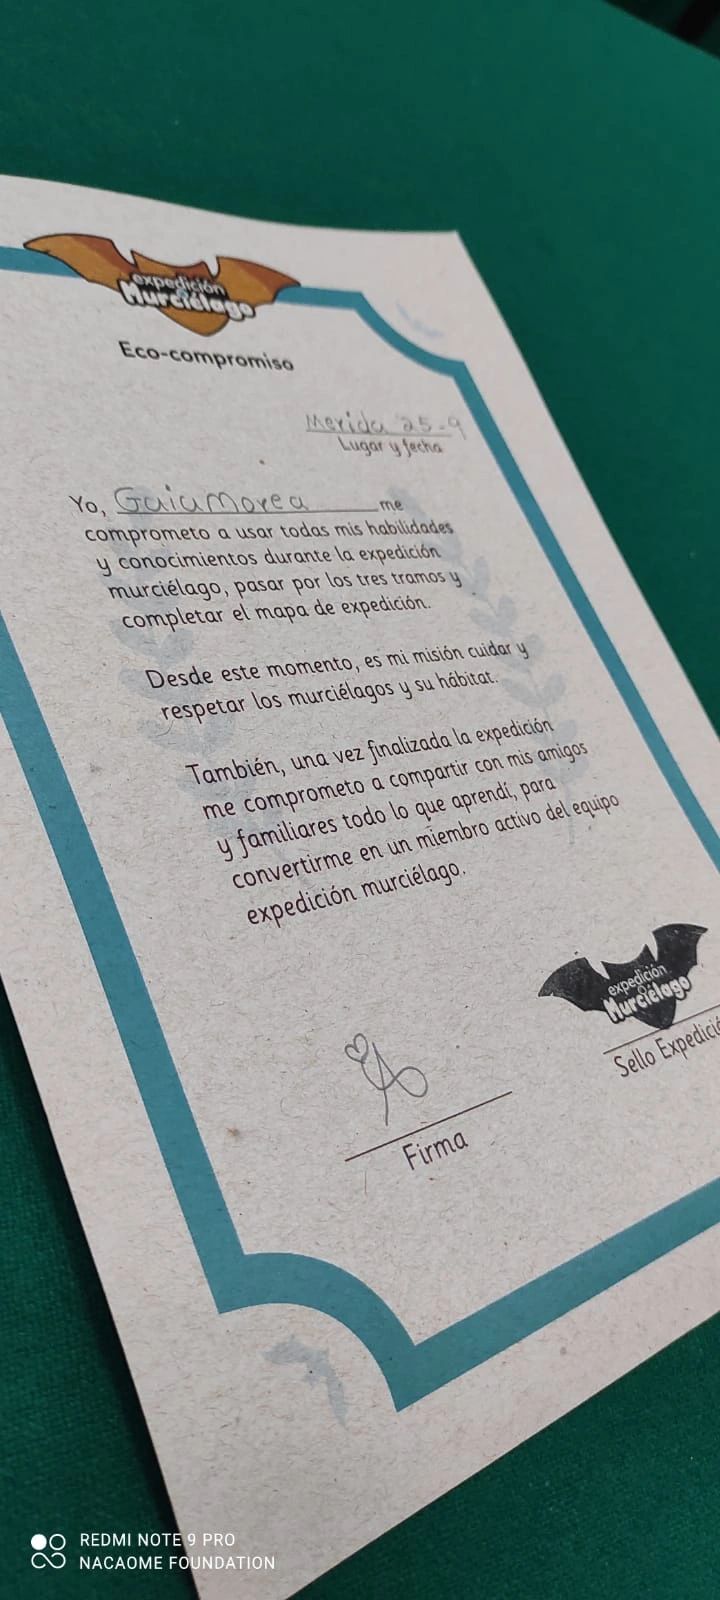 expedición
Murciélago
Eco-compromiso
Merida 25-9
Lugar y fecha
Yo, Gaia Morea me
comprometo a usar todas mis habilidades
y conocimientos durante la expedición
murciélago, pasar por los tres tramos y
completar el mapa de expedición.
Desde este momento, es mi misión cuidar y
respetar los murciélagos y su hábitat.
También, una vez finalizada la expedición
me comprometo a compartir con mis amigos
y familiares todo lo que aprendí, para
convertirme en un miembro activo del equipo
expedición murciélago.
expedición
Murciélago
Sello Expedició
Firma
REDMI NOTE 9 PRO
NACAOME FOUNDATION